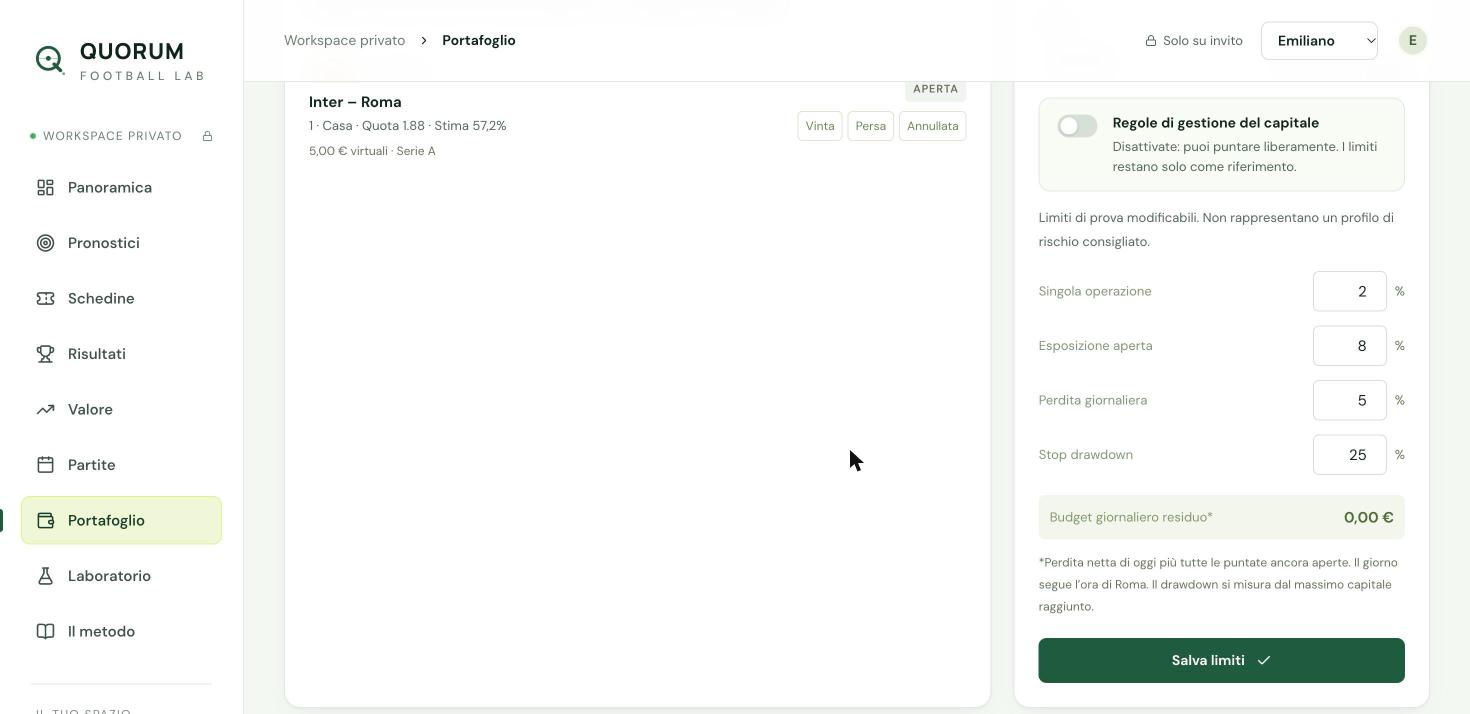 QUORUM
FOOTBALL LAB
WORKSPACE PRIVATO
Panoramica
Pronostici
Schedine
Risultati
Valore
Partite
Portafoglio
Laboratorio
Il metodo
IL TUO SPAZIO
Workspace privato > Portafoglio
Solo su invito
Emiliano
E
APERTA
Inter – Roma
1 · Casa · Quota 1.88 · Stima 57,2%
Vinta Persa Annullata
5,00 € virtuali · Serie A
Regole di gestione del capitale
Disattivate: puoi puntare liberamente. I limiti
restano solo come riferimento.
Limiti di prova modificabili. Non rappresentano un profilo di
rischio consigliato.
Singola operazione 2 %
Esposizione aperta 8 %
Perdita giornaliera 5 %
Stop drawdown 25 %
Budget giornaliero residuo* 0,00 €
*Perdita netta di oggi più tutte le puntate ancora aperte. Il giorno
segue l’ora di Roma. Il drawdown si misura dal massimo capitale
raggiunto.
Salva limiti